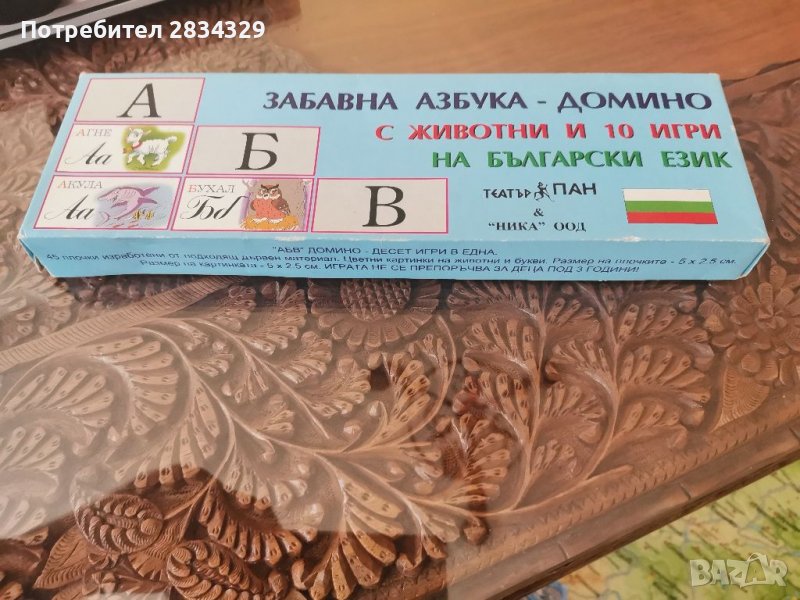 Потребител 2834329
А
ЗАБАВНА АЗБУКА - ДОМИНО
АГНЕ
Аа
Б
С ЖИВОТНИ И 10 ИГРИ
НА БЪЛГАРСКИ ЕЗИК
АКУЛА
Аа
БУХАЛ
Бб
В
ТЕАТЪР ПАН
&
"НИКА" ООД
"АБВ" ДОМИНО - ДЕСЕТ ИГРИ В ЕДНА.
45 плочки изработени от подходящ дървен материал. Цветни картинки на животни и букви. Размер на плочките - 5 x 2.5 см.
Размер на картинката - 5 x 2.5 см. ИГРАТА НЕ СЕ ПРЕПОРЪЧВА ЗА ДЕЦА ПОД 3 ГОДИНИ!
BAZAR